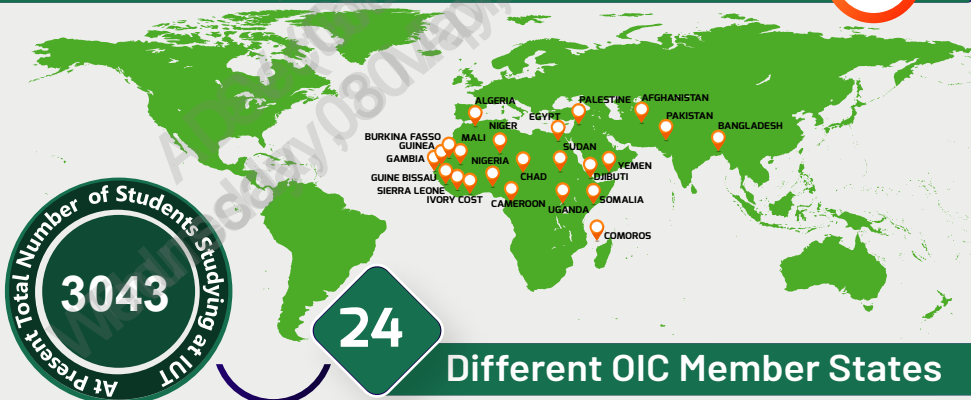 ALGERIA
PALESTINE
AFGHANISTAN
EGYPT
PAKISTAN
NIGER
BANGLADESH
BURKINA FASSO
MALI
GUINEA
SUDAN
GAMBIA
NIGERIA
YEMEN
GUINE BISSAU
CHAD
DJIBUTI
SIERRA LEONE
IVORY COST
CAMEROON
UGANDA
SOMALIA
COMOROS
At Present Total Number of Students Studying at IUT
3043
24
Different OIC Member States